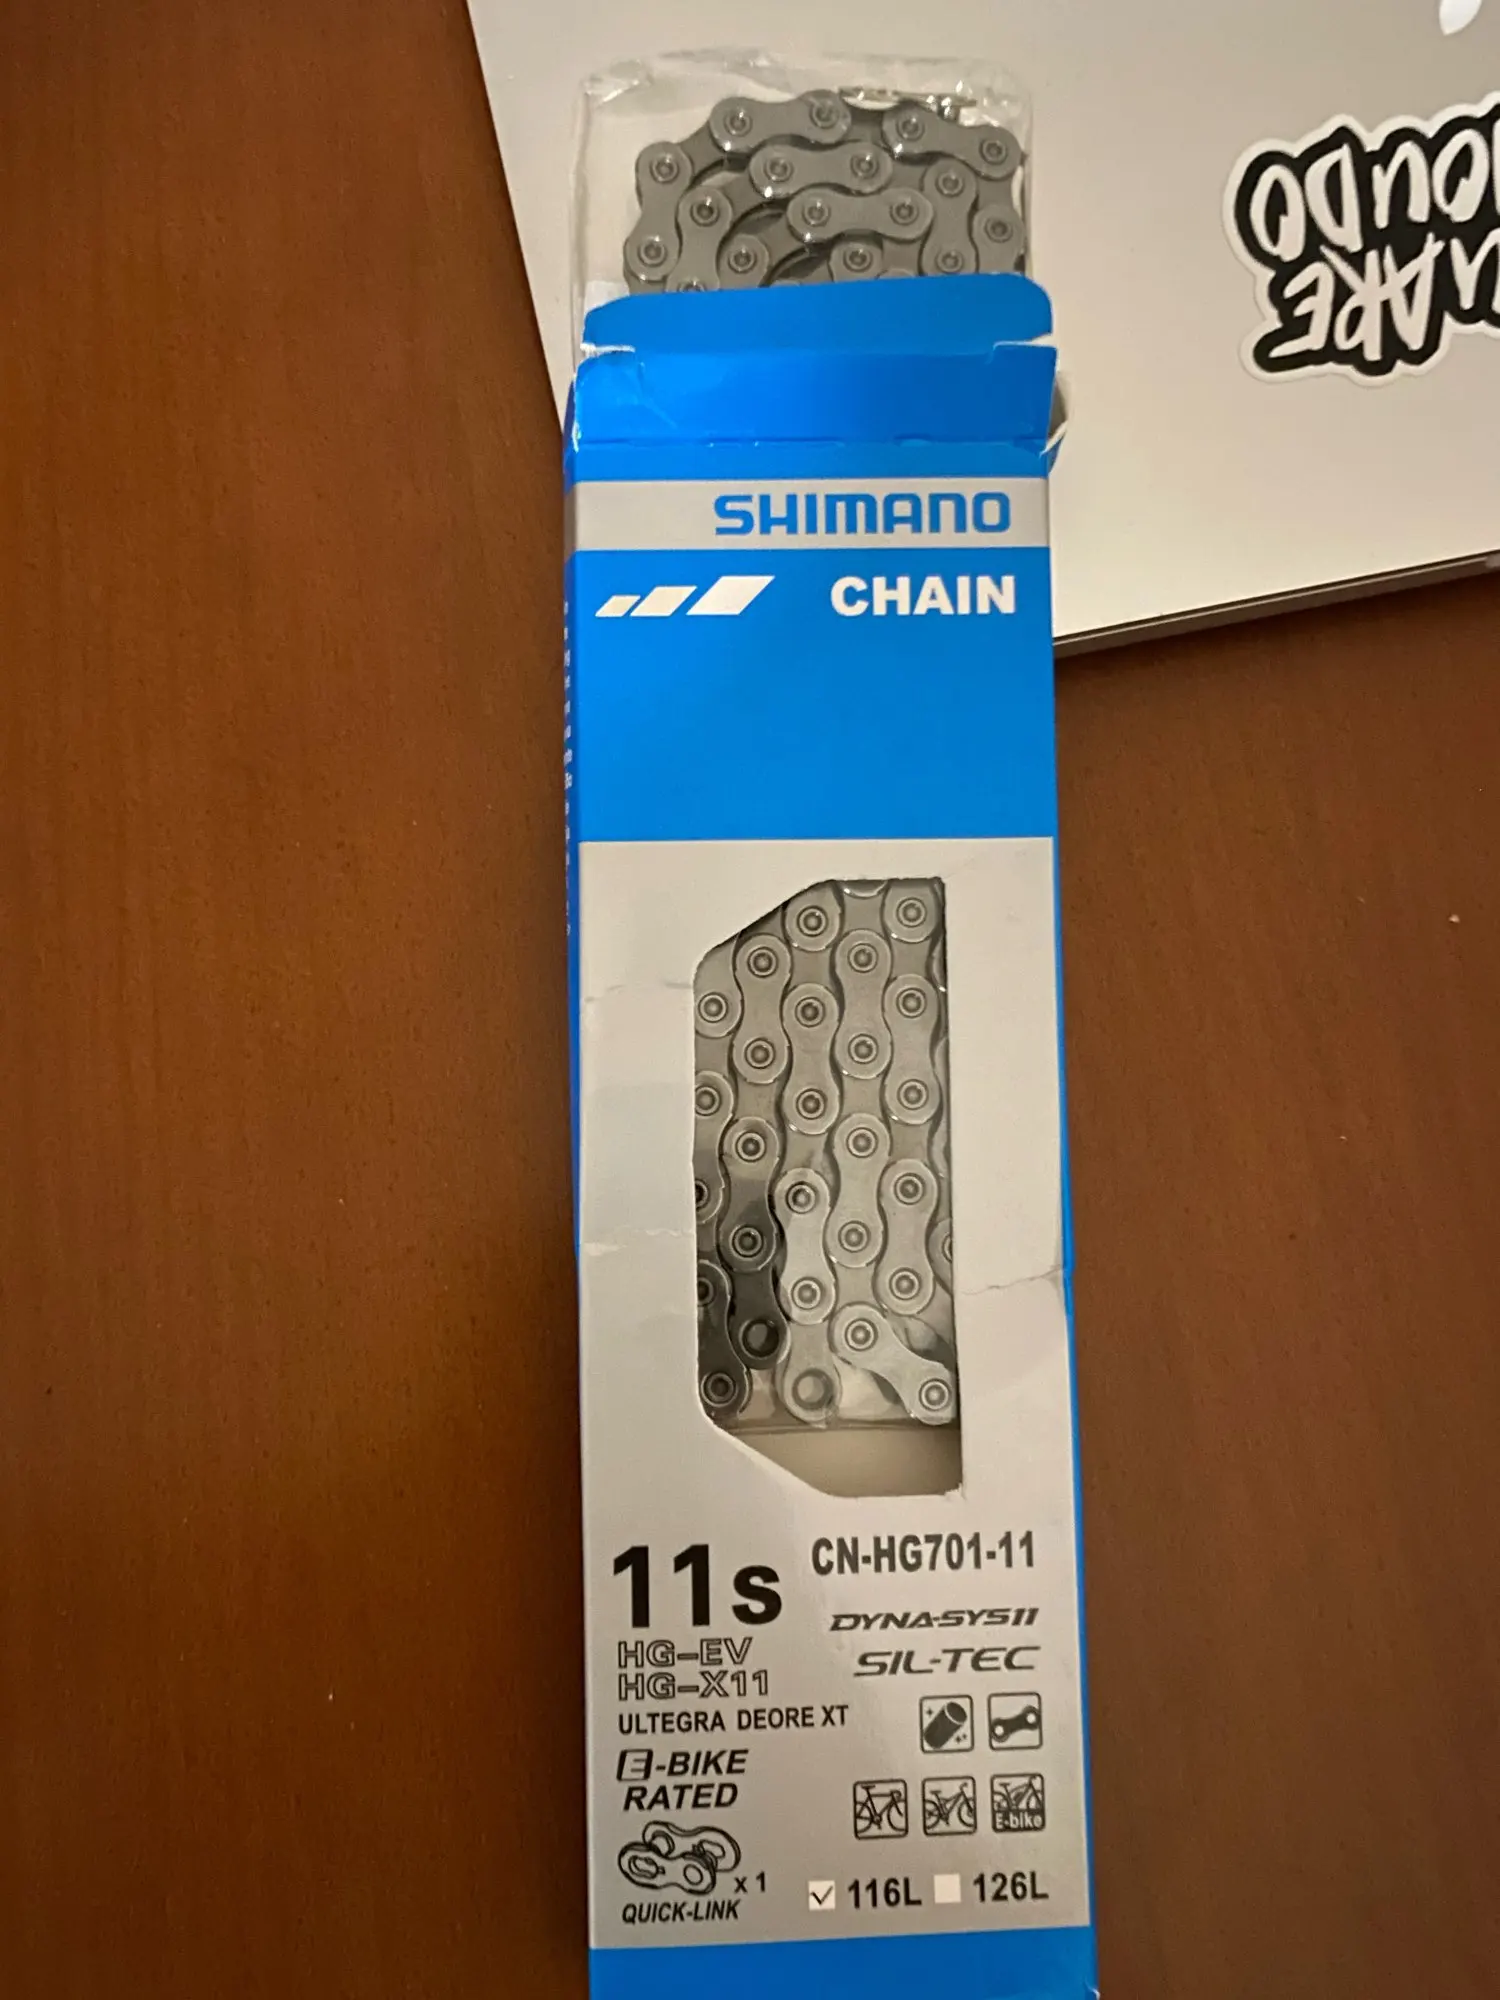 SHIMANO
CHAIN
11s
CN-HG701-11
HG-EV
HG-X11
DYNA-SYS11
SIL-TEC
ULTEGRA DEORE XT
E-BIKE
RATED
E-bike
x 1
QUICK-LINK
116L 126L